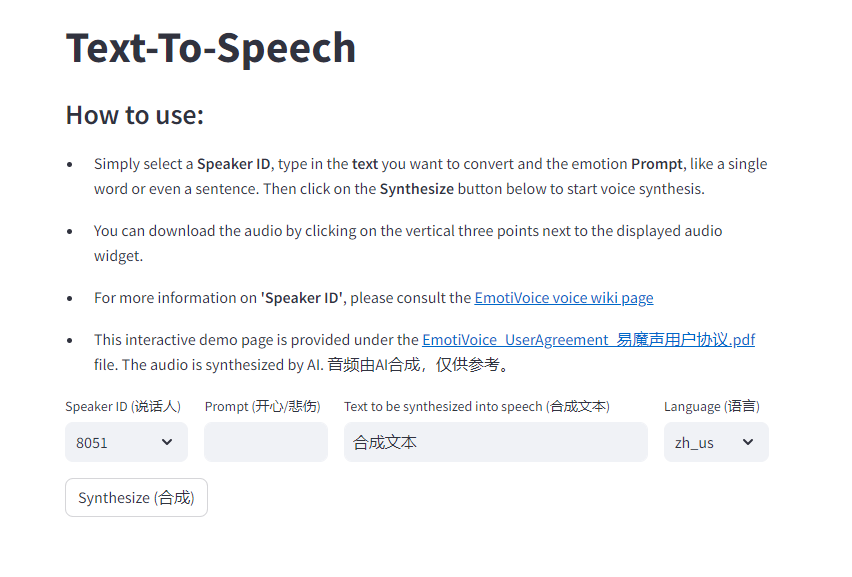 Text-To-Speech
How to use:
• Simply select a Speaker ID, type in the text you want to convert and the emotion Prompt, like a single
word or even a sentence. Then click on the Synthesize button below to start voice synthesis.
• You can download the audio by clicking on the vertical three points next to the displayed audio
widget.
• For more information on 'Speaker ID', please consult the EmotiVoice voice wiki page
• This interactive demo page is provided under the EmotiVoice_UserAgreement_易魔声用户协议.pdf
file. The audio is synthesized by AI. 音频由AI合成，仅供参考。
Speaker ID (说话人) Prompt (开心/悲伤) Text to be synthesized into speech (合成文本) Language (语言)
8051 合成文本 zh_us
Synthesize (合成)